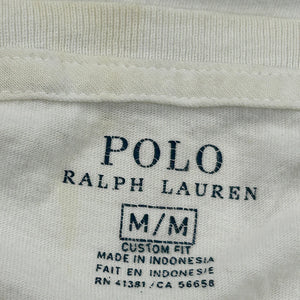 POLO
RALPH LAUREN
M/M
CUSTOM FIT
MADE IN INDONESIA
FAIT EN INDONESIE
RN 41381 / CA 56658